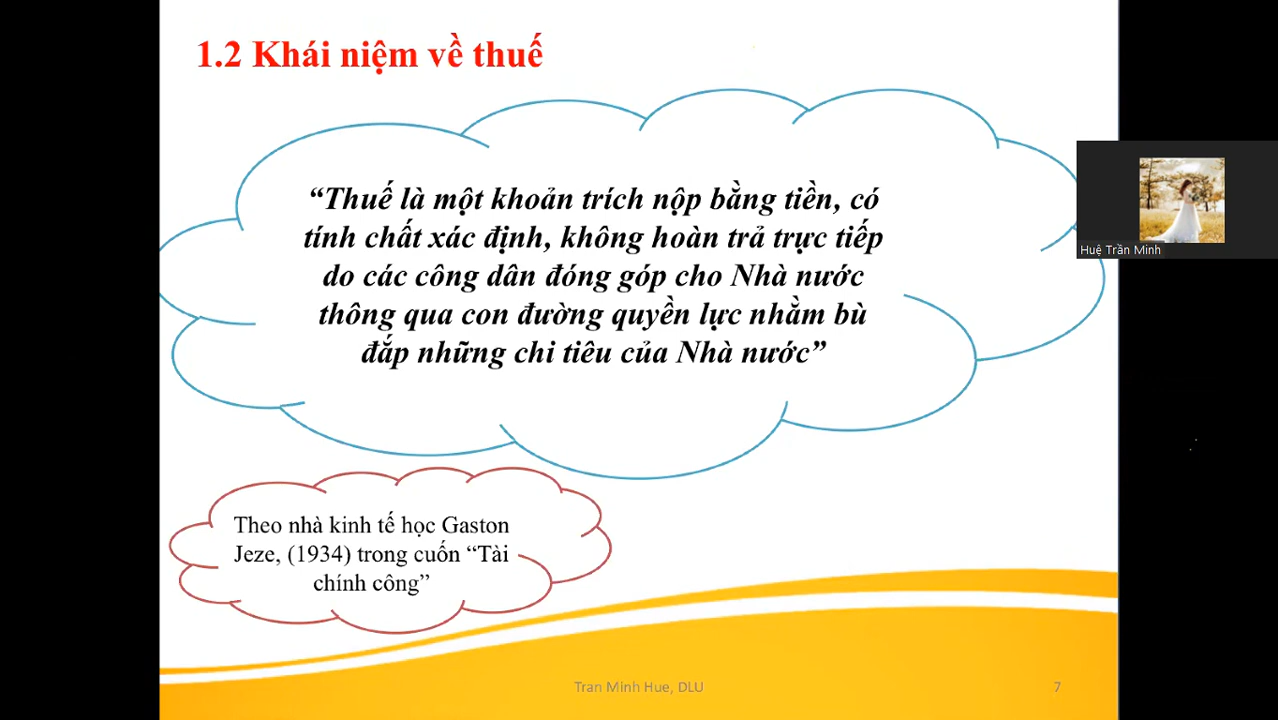 1.2 Khái niệm về thuế
“Thuế là một khoản trích nộp bằng tiền, có
tính chất xác định, không hoàn trả trực tiếp
do các công dân đóng góp cho Nhà nước
thông qua con đường quyền lực nhằm bù
đắp những chi tiêu của Nhà nước”
Huệ Trần Minh
Theo nhà kinh tế học Gaston
Jeze, (1934) trong cuốn “Tài
chính công”
Tran Minh Hue, DLU
7